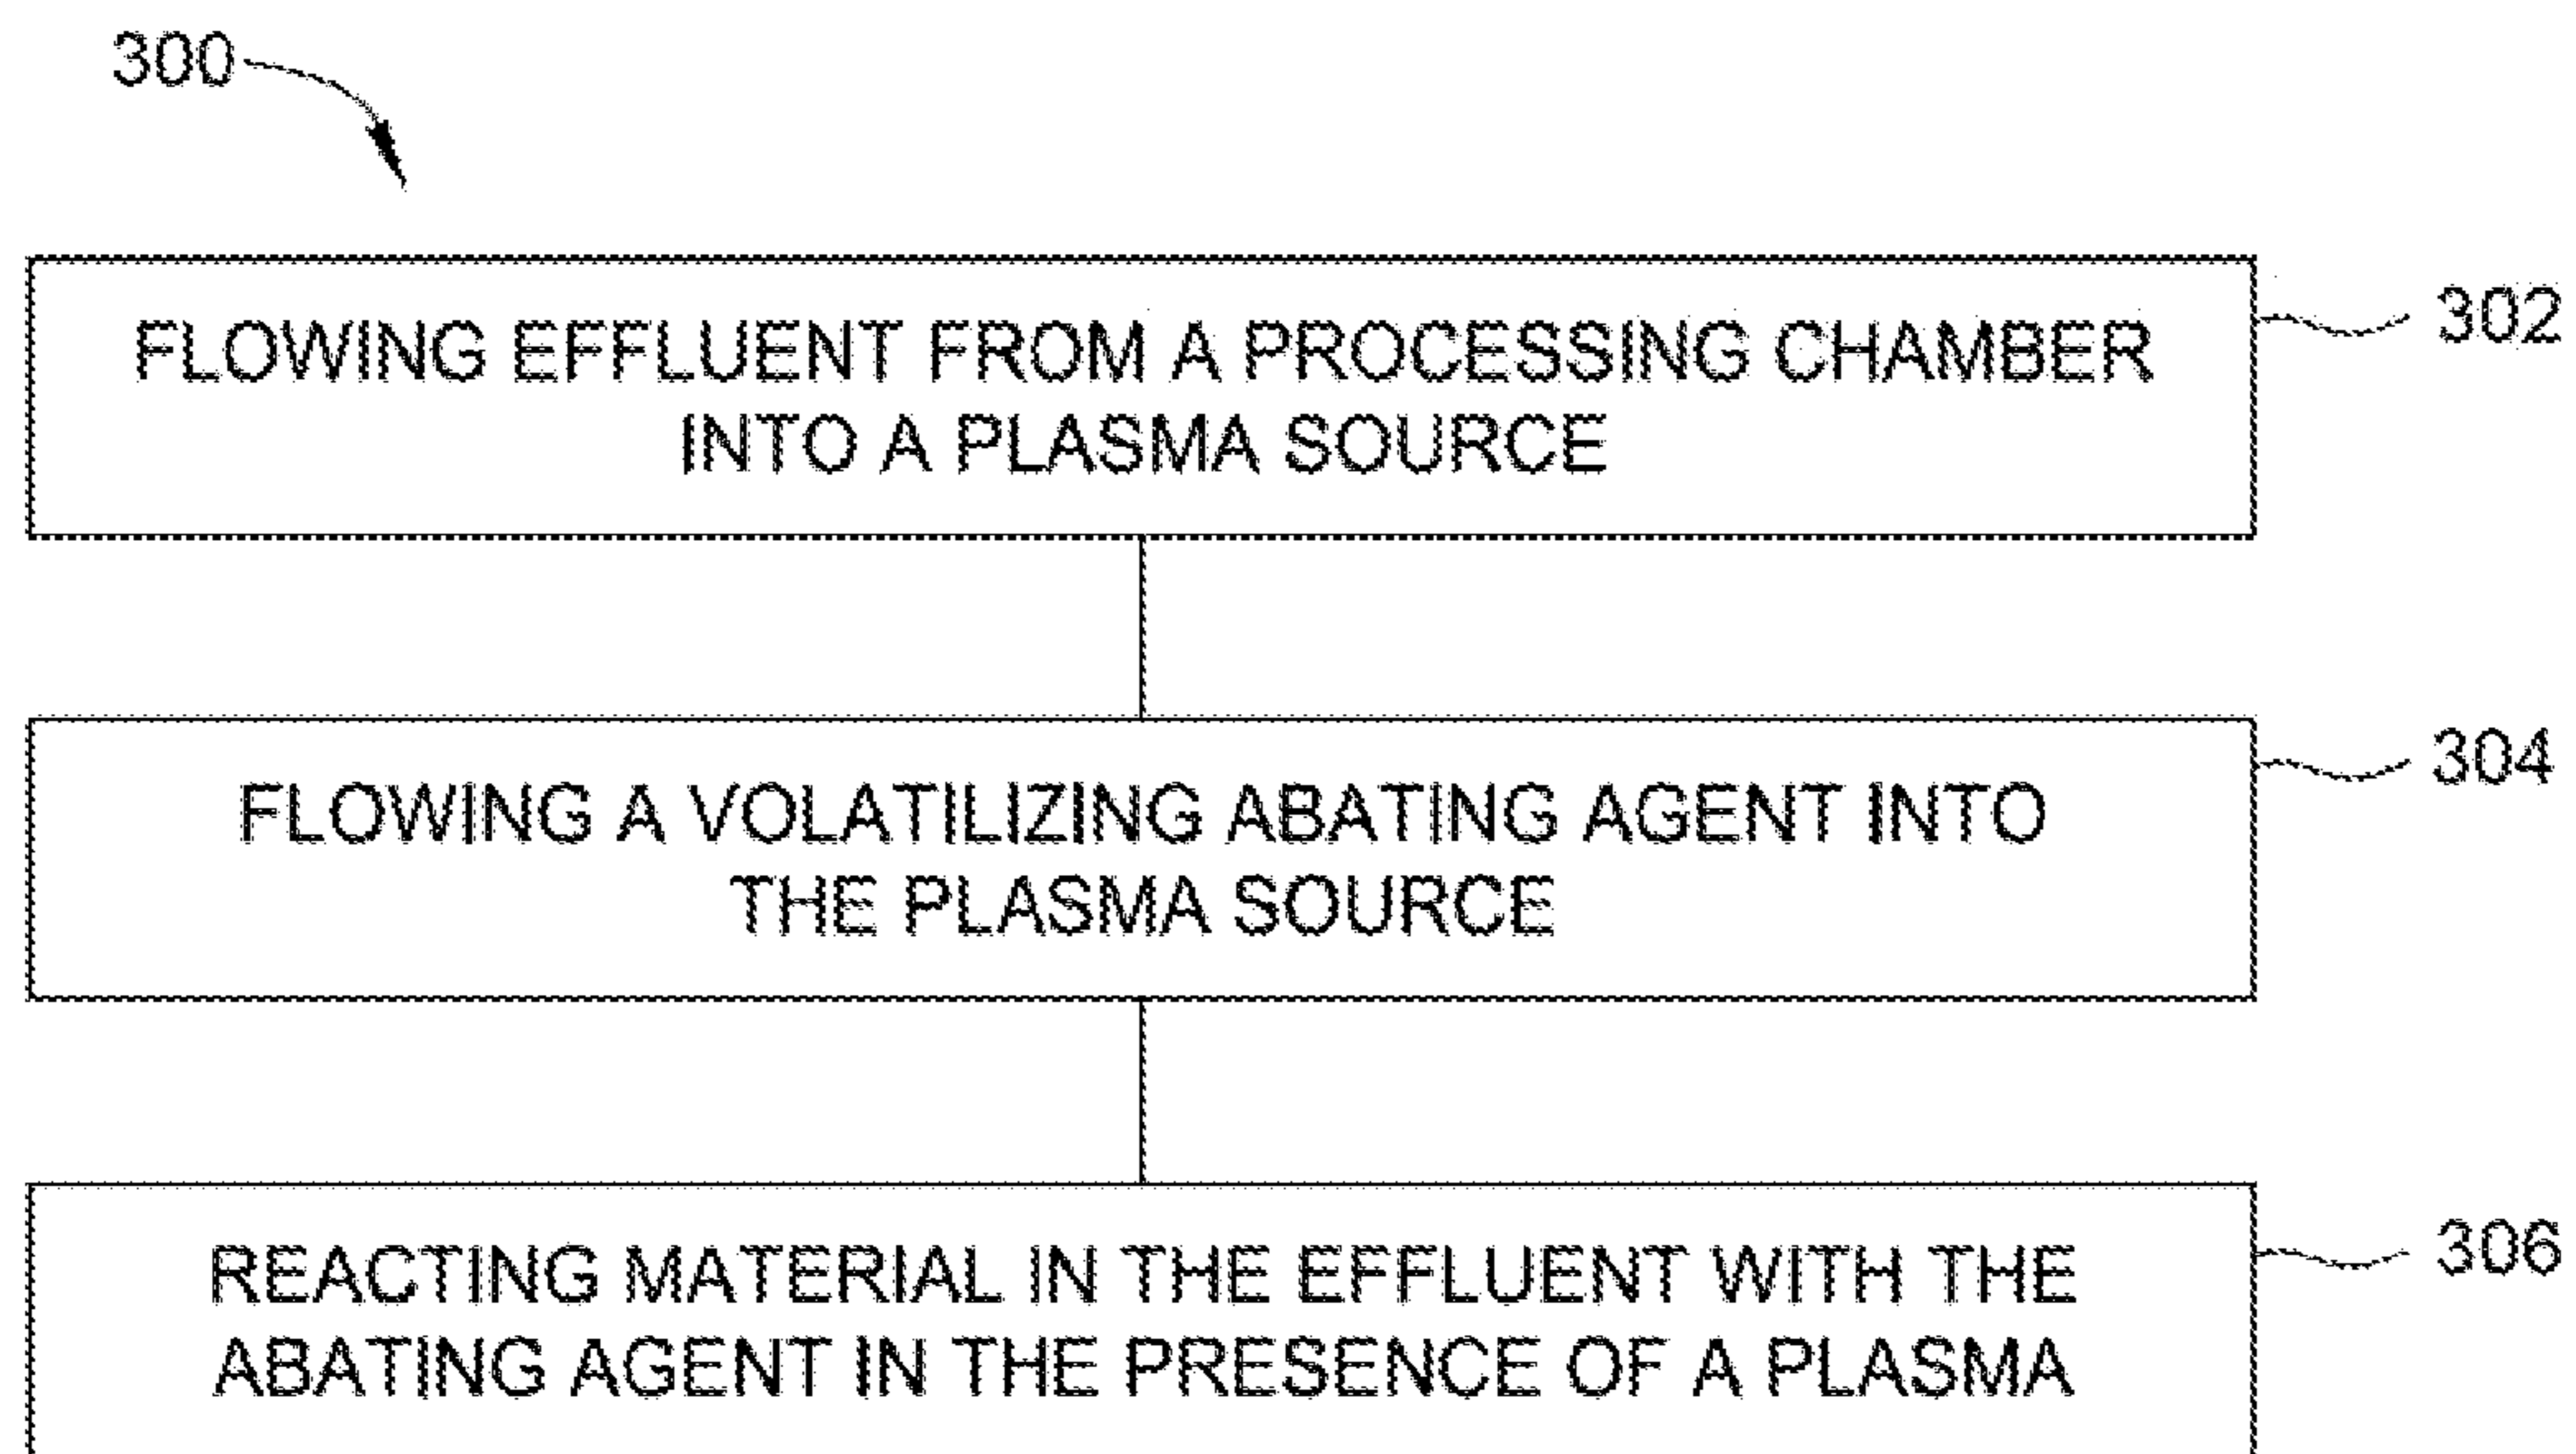 300
FLOWING EFFLUENT FROM A PROCESSING CHAMBER
INTO A PLASMA SOURCE
302
FLOWING A VOLATILIZING ABATING AGENT INTO
THE PLASMA SOURCE
304
REACTING MATERIAL IN THE EFFLUENT WITH THE
ABATING AGENT IN THE PRESENCE OF A PLASMA
306